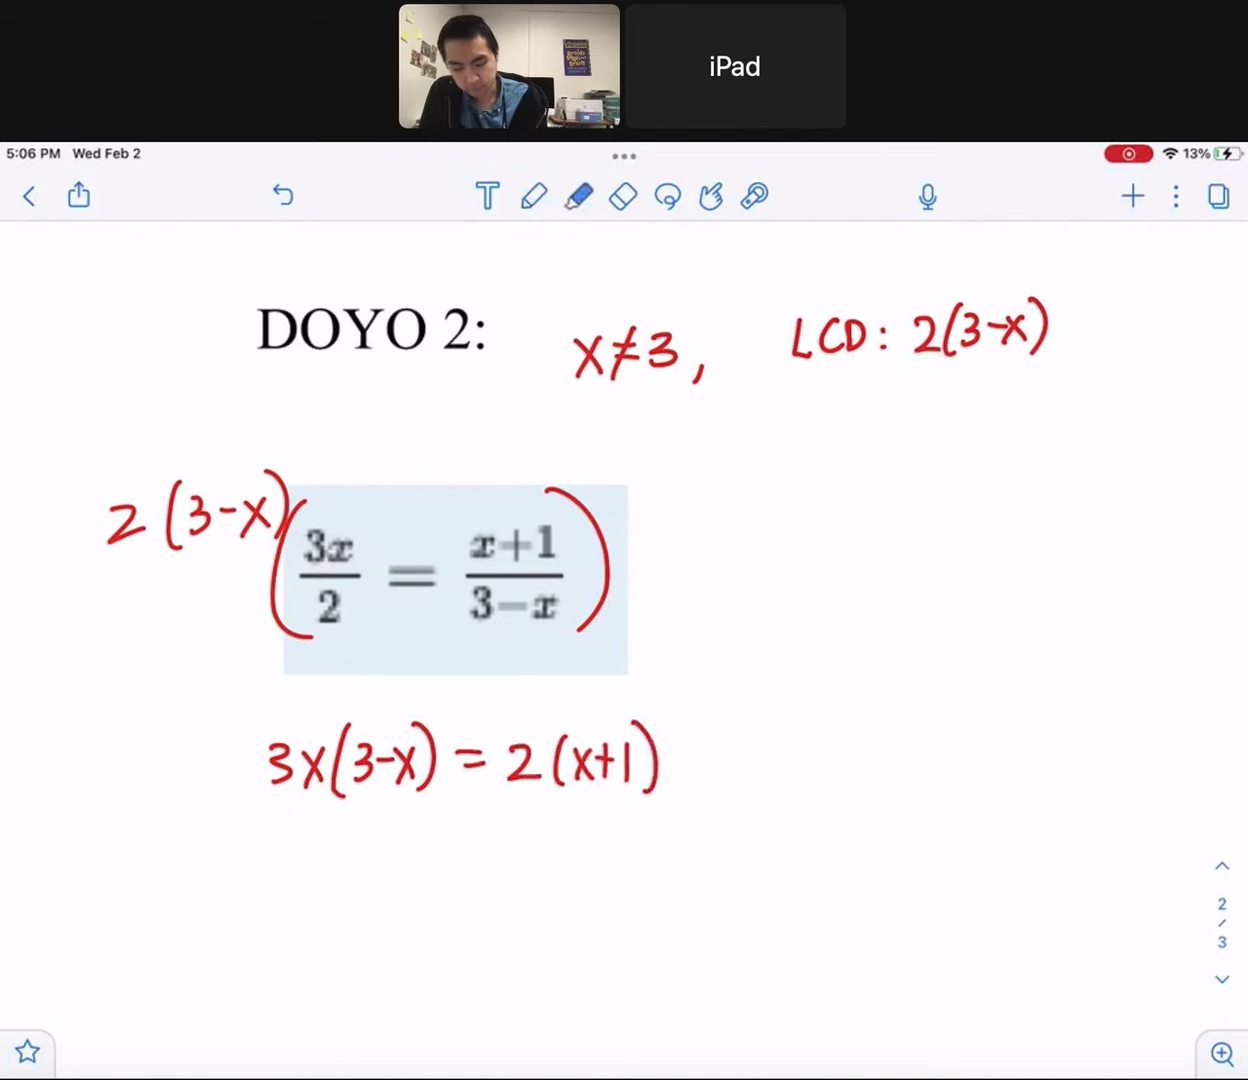 iPad
5:06 PM Wed Feb 2
13%
DOYO 2:
x≠3,
LCD: 2(3-x)
2(3-x)(3x/2 = x+1/3-x)
3x(3-x) = 2(x+1)
2
/
3